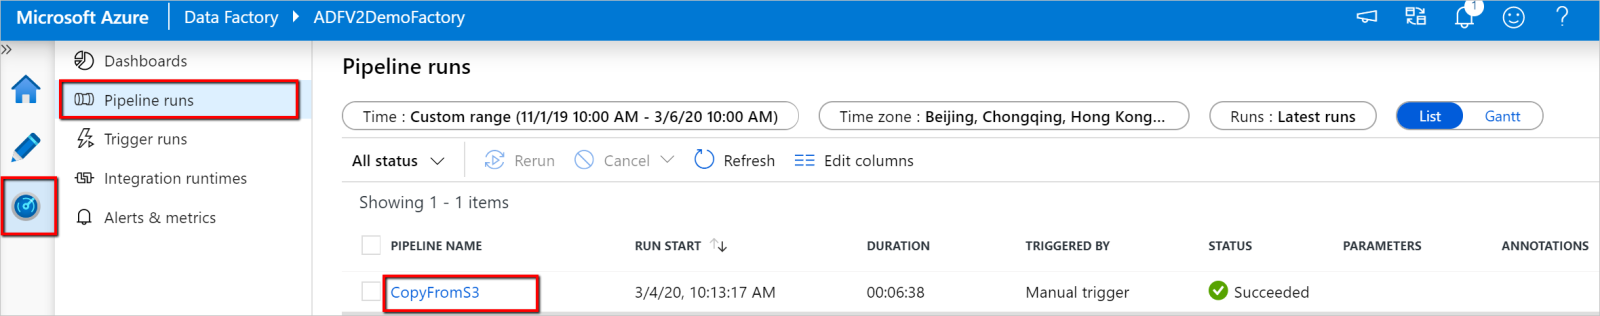 Microsoft Azure Data Factory ADFV2DemoFactory 1
Dashboards
Pipeline runs
Trigger runs
Integration runtimes
Alerts & metrics
Pipeline runs
Time : Custom range (11/1/19 10:00 AM - 3/6/20 10:00 AM) Time zone : Beijing, Chongqing, Hong Kong... Runs : Latest runs List Gantt
All status Rerun Cancel Refresh Edit columns
Showing 1 - 1 items
PIPELINE NAME RUN START DURATION TRIGGERED BY STATUS PARAMETERS ANNOTATIONS
CopyFromS3 3/4/20, 10:13:17 AM 00:06:38 Manual trigger Succeeded